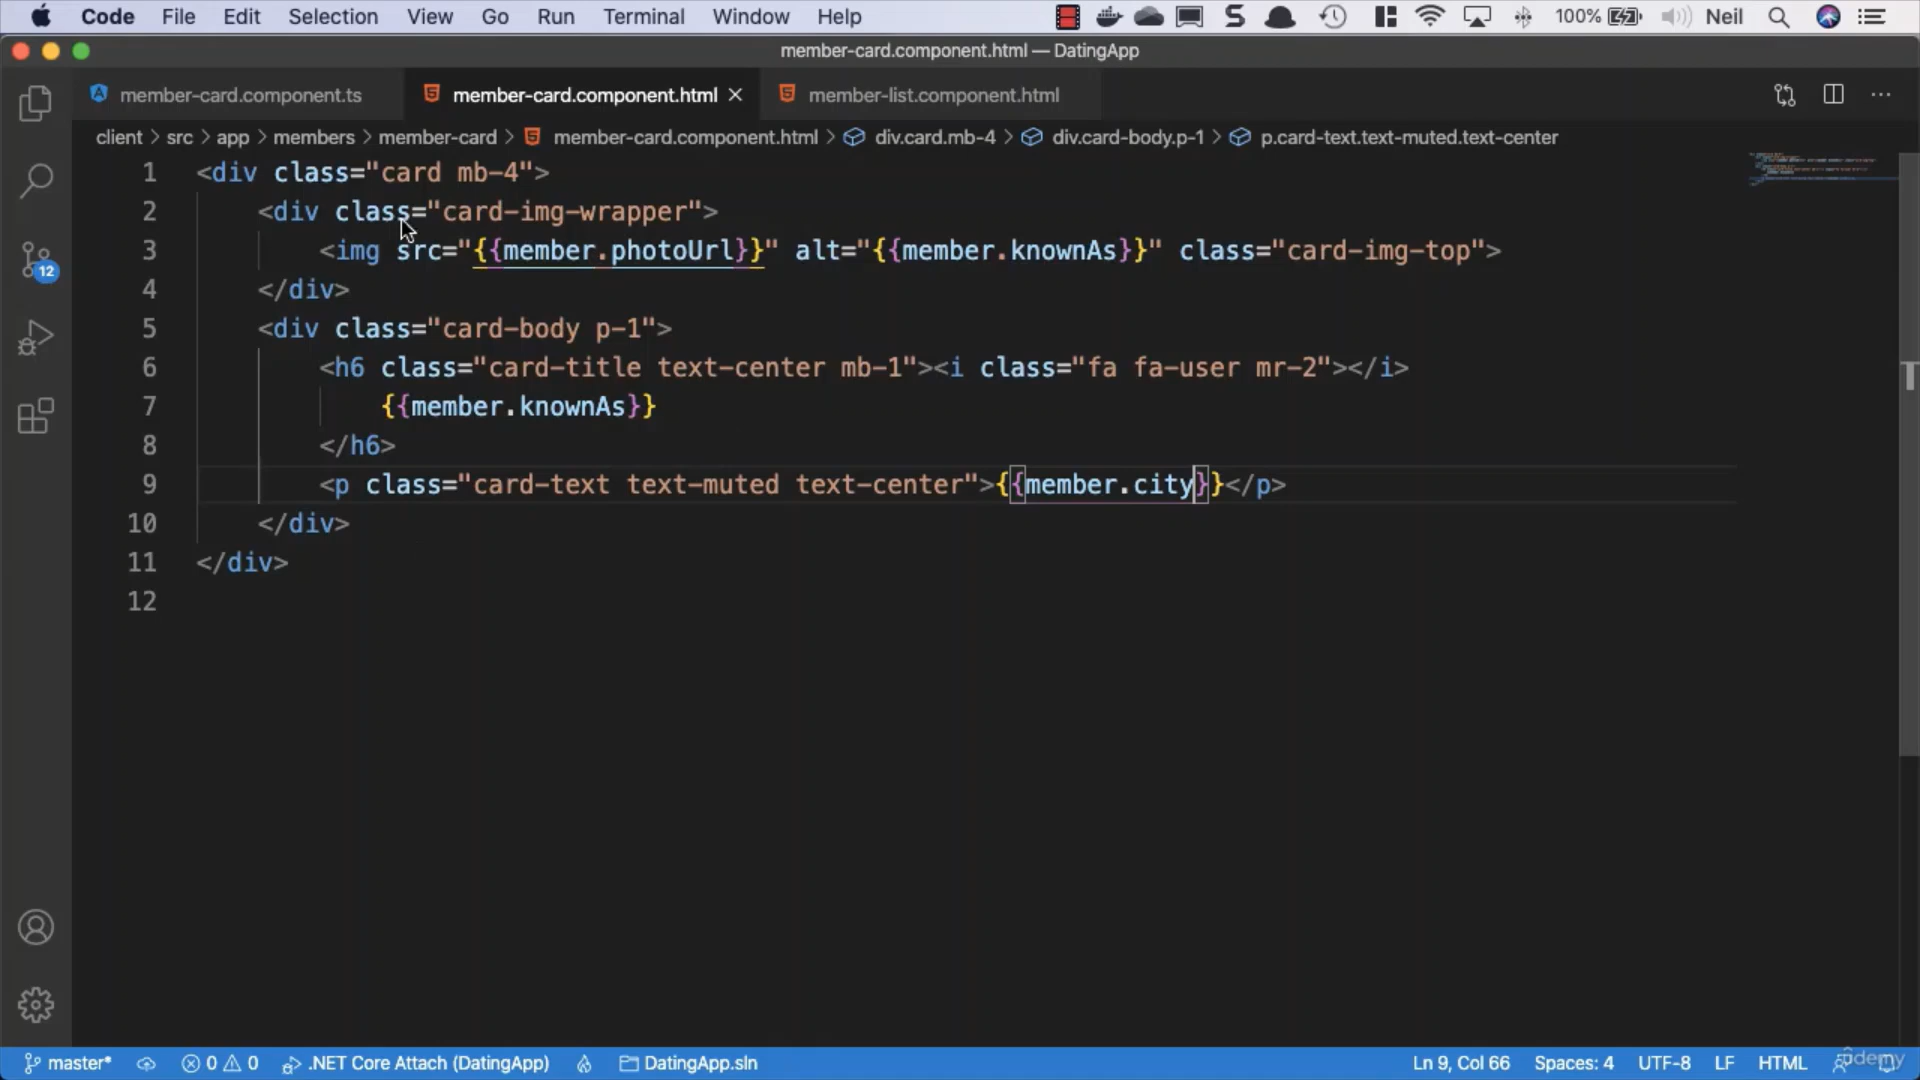 Code File Edit Selection View Go Run Terminal Window Help 100% Neil
member-card.component.html — DatingApp
member-card.component.ts member-card.component.html member-list.component.html
client > src > app > members > member-card > member-card.component.html > div.card.mb-4 > div.card-body.p-1 > p.card-text.text-muted.text-center
1 <div class="card mb-4">
2 <div class="card-img-wrapper">
3 <img src="{{member.photoUrl}}" alt="{{member.knownAs}}" class="card-img-top">
4 </div>
5 <div class="card-body p-1">
6 <h6 class="card-title text-center mb-1"><i class="fa fa-user mr-2"></i>
7 {{member.knownAs}}
8 </h6>
9 <p class="card-text text-muted text-center">{{member.city}}</p>
10 </div>
11 </div>
12
12
master* 0 0 .NET Core Attach (DatingApp) DatingApp.sln Ln 9, Col 66 Spaces: 4 UTF-8 LF HTML
udemy